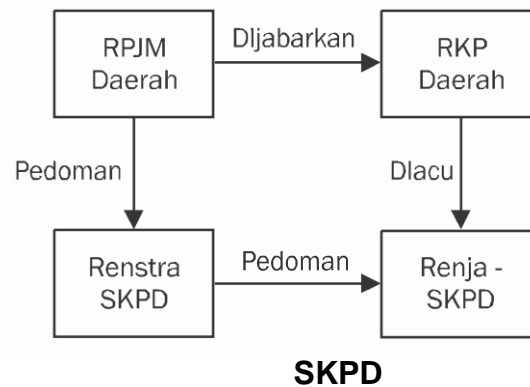 RPJM
Daerah
DIjabarkan
RKP
Daerah
Pedoman
DIacu
Renstra
SKPD
Pedoman
Renja -
SKPD
SKPD